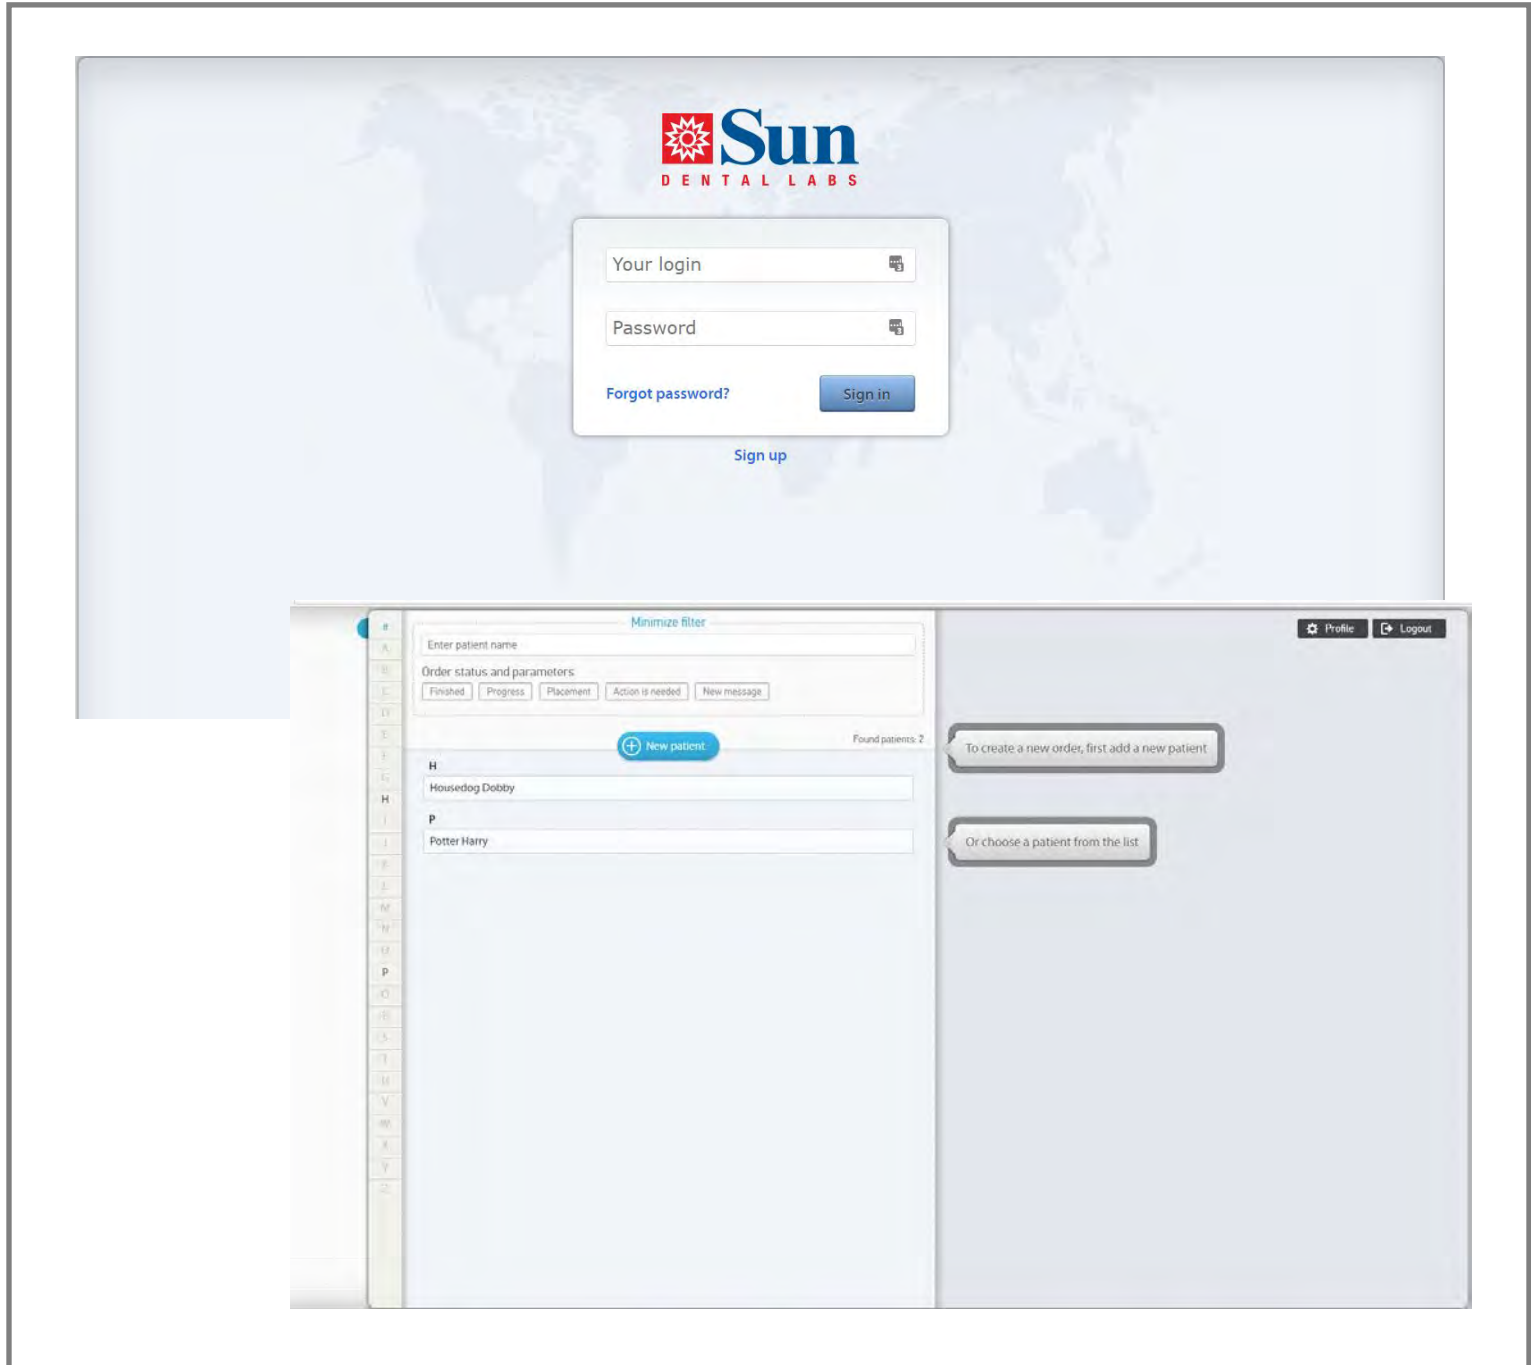 Sun
DENTAL LABS
Your login
Password
Forgot password?
Sign in
Sign up
Minimize filter
Enter patient name
Order status and parameters
Finished
Progress
Placement
Action is needed
New message
New patient
Found patients: 2
H
Housedog Dobby
P
Potter Harry
#
A
B
C
D
E
F
G
H
I
J
K
L
M
N
O
P
Q
R
S
T
U
V
W
X
Y
Z
Profile
Logout
To create a new order, first add a new patient
Or choose a patient from the list